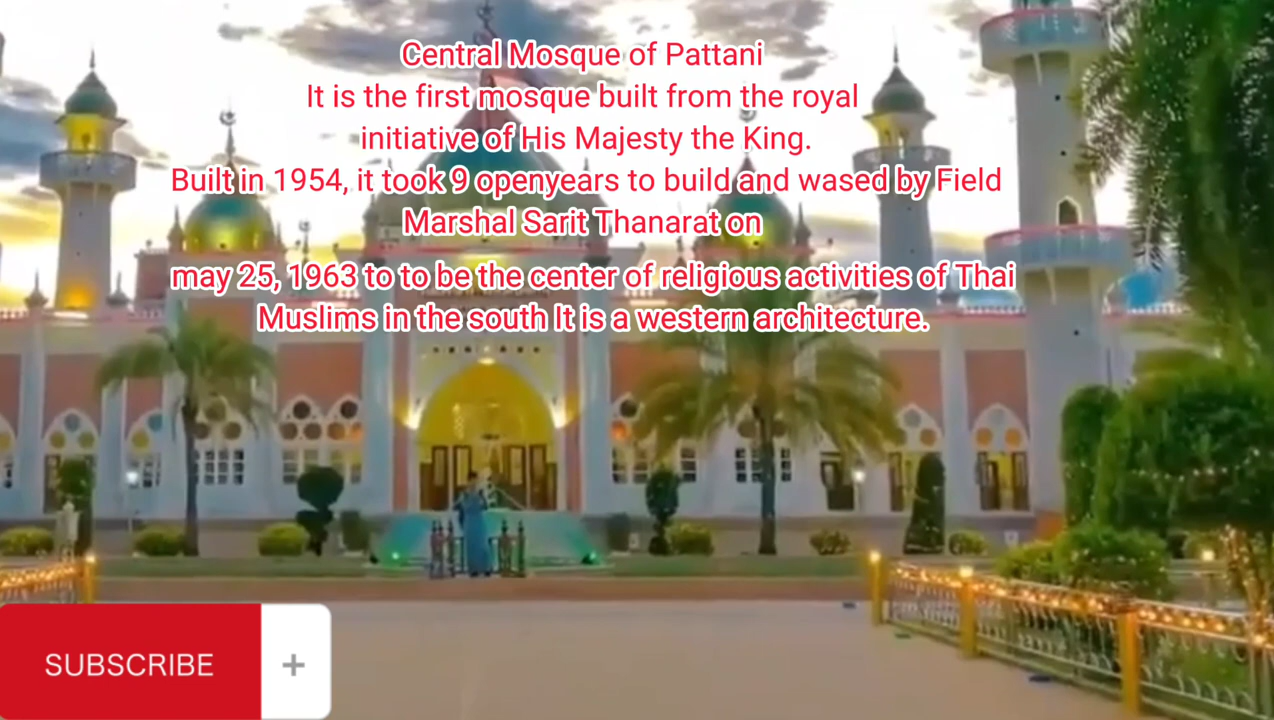 Central Mosque of Pattani
It is the first mosque built from the royal
initiative of His Majesty the King.
Built in 1954, it took 9 openyears to build and wased by Field
Marshal Sarit Thanarat on
may 25, 1963 to to be the center of religious activities of Thai
Muslims in the south It is a western architecture.
SUBSCRIBE +